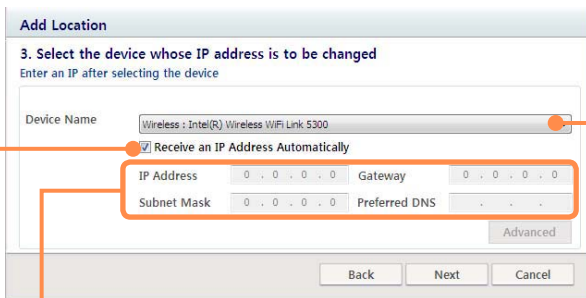 Add Location
3. Select the device whose IP address is to be changed
Enter an IP after selecting the device
Device Name
Wireless : Intel(R) Wireless WiFi Link 5300
Receive an IP Address Automatically
IP Address 0 . 0 . 0 . 0 Gateway 0 . 0 . 0 . 0
Subnet Mask 0 . 0 . 0 . 0 Preferred DNS . . .
Advanced
Back Next Cancel